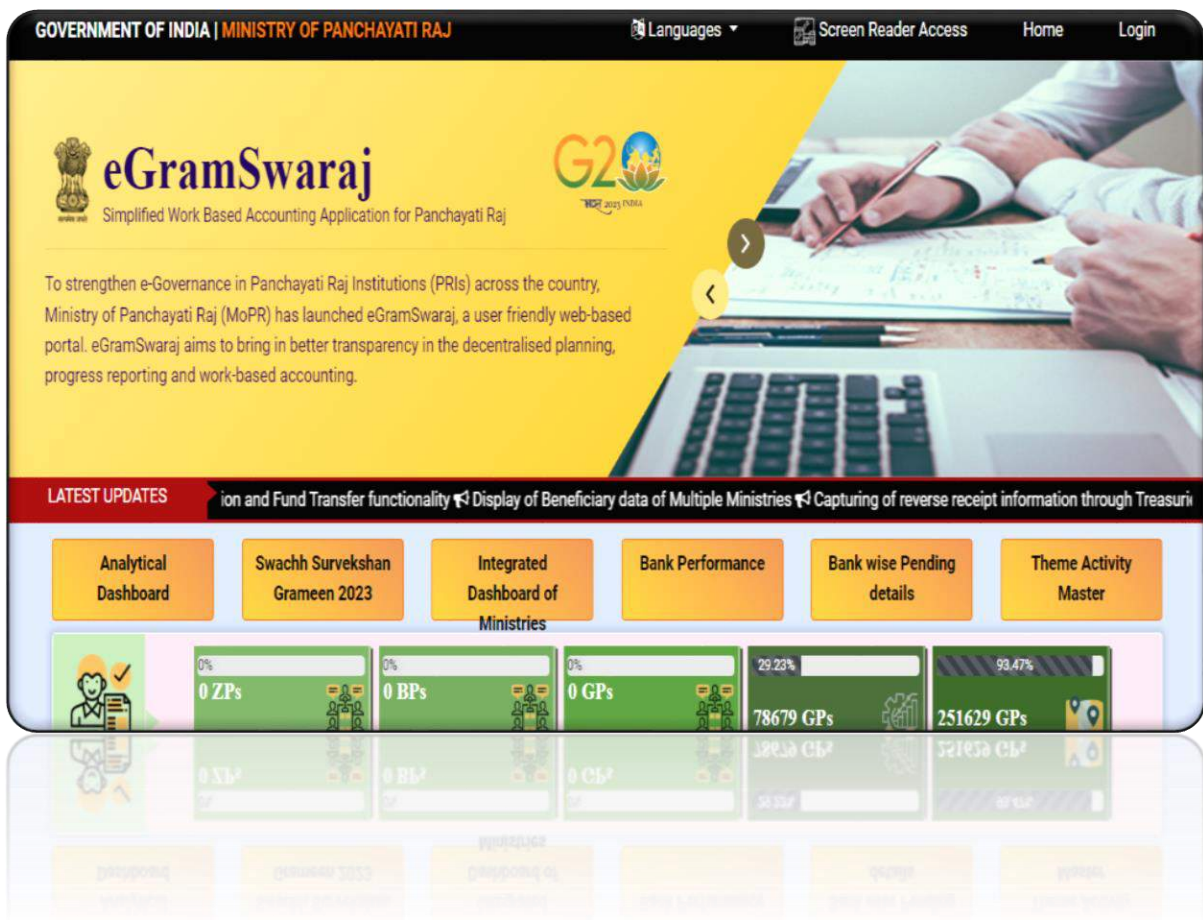 GOVERNMENT OF INDIA | MINISTRY OF PANCHAYATI RAJ
Languages
Screen Reader Access
Home
Login
eGramSwaraj
Simplified Work Based Accounting Application for Panchayati Raj
G20
2023 INDIA
To strengthen e-Governance in Panchayati Raj Institutions (PRIs) across the country,
Ministry of Panchayati Raj (MoPR) has launched eGramSwaraj, a user friendly web-based
portal. eGramSwaraj aims to bring in better transparency in the decentralised planning,
progress reporting and work-based accounting.
LATEST UPDATES
ion and Fund Transfer functionality Display of Beneficiary data of Multiple Ministries Capturing of reverse receipt information through Treasurie
Analytical
Dashboard
Swachh Survekshan
Grameen 2023
Integrated
Dashboard of
Ministries
Bank Performance
Bank wise Pending
details
Theme Activity
Master
0%
0 ZPs
0%
0 BPs
0%
0 GPs
29.23%
78679 GPs
93.47%
251629 GPs